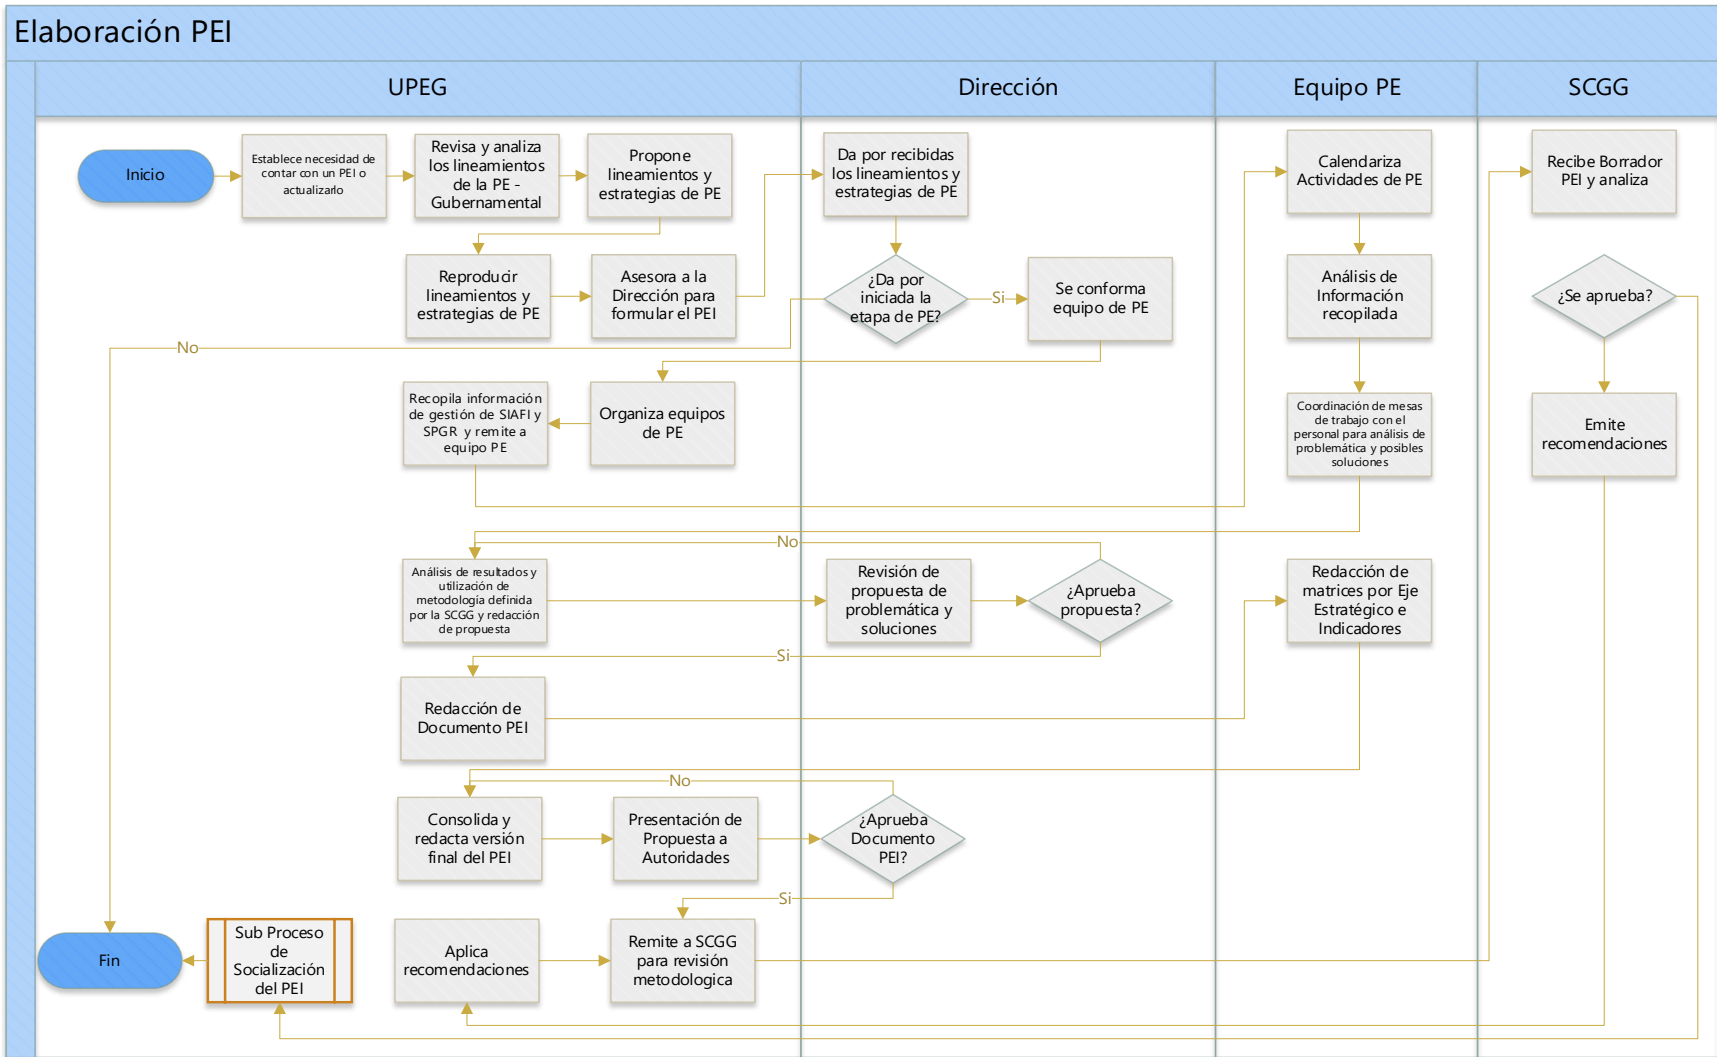 Elaboración PEI
UPEG
Dirección
Equipo PE
SCGG
Inicio
Establece necesidad de
contar con un PEI o
actualizarlo
Revisa y analiza
los lineamientos
de la PE -
Gubernamental
Propone
lineamientos y
estrategias de PE
Da por recibidas
los lineamientos y
estrategias de PE
Calendariza
Actividades de PE
Recibe Borrador
PEI y analiza
Reproducir
lineamientos y
estrategias de PE
Asesora a la
Dirección para
formular el PEI
¿Da por
iniciada la
etapa de PE?
Si
Se conforma
equipo de PE
Análisis de
Información
recopilada
¿Se aprueba?
No
Recopila información
de gestión de SIAFI y
SPGR y remite a
equipo PE
Organiza equipos
de PE
Coordinación de mesas
de trabajo con el
personal para análisis de
problemática y posibles
soluciones
Emite
recomendaciones
No
Análisis de resultados y
utilización de
metodología definida
por la SCGG y redacción
de propuesta
Revisión de
propuesta de
problemática y
soluciones
¿Aprueba
propuesta?
Redacción de
matrices por Eje
Estratégico e
Indicadores
Si
Redacción de
Documento PEI
No
Consolida y
redacta versión
final del PEI
Presentación de
Propuesta a
Autoridades
¿Aprueba
Documento
PEI?
Si
Fin
Sub Proceso
de
Socialización
del PEI
Aplica
recomendaciones
Remite a SCGG
para revisión
metodologica